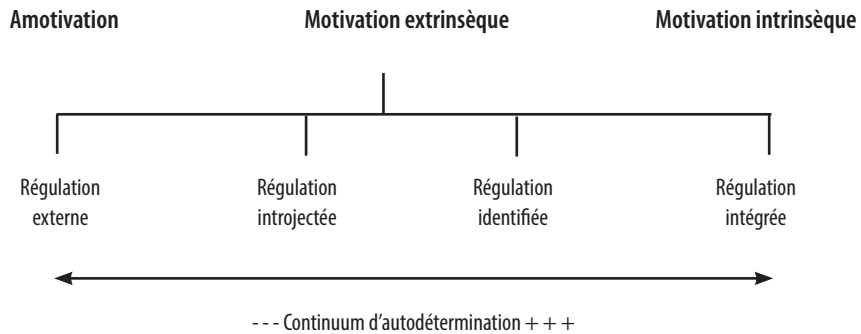 Amotivation
Motivation extrinsèque
Motivation intrinsèque
Régulation
externe
Régulation
introjectée
Régulation
identifiée
Régulation
intégrée
- - - Continuum d'autodétermination + + +